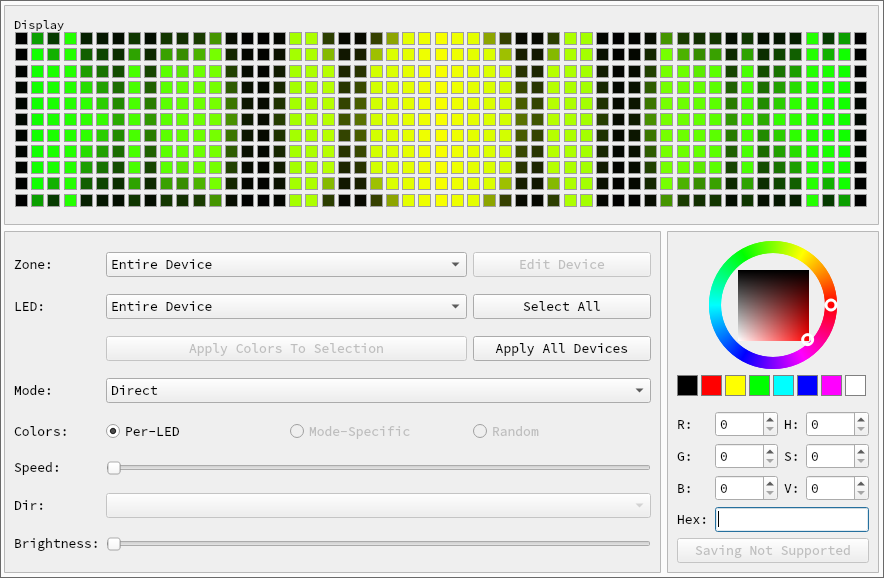 Display
Zone: Entire Device Edit Device
LED: Entire Device Select All
Apply Colors To Selection Apply All Devices
Mode: Direct
Colors: Per-LED Mode-Specific Random
Speed:
Dir:
Brightness:
R: 0 H: 0
G: 0 S: 0
B: 0 V: 0
Hex:
Saving Not Supported